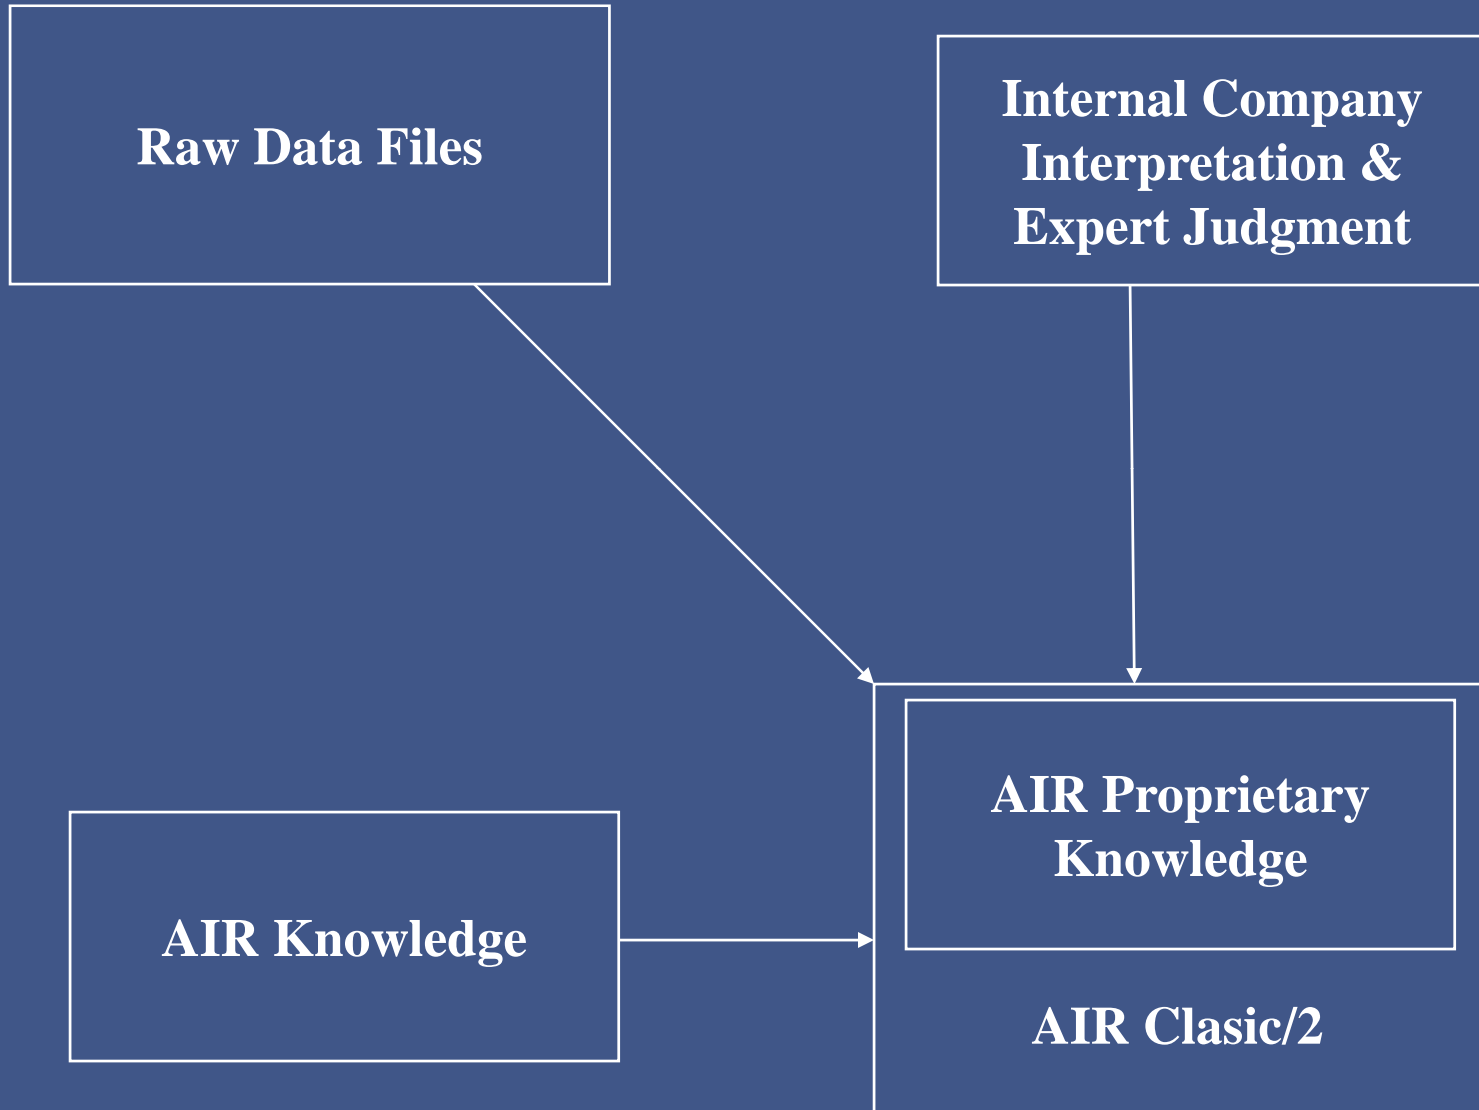 Raw Data Files
Internal Company
Interpretation &
Expert Judgment
AIR Proprietary
Knowledge
AIR Knowledge
AIR Clasic/2